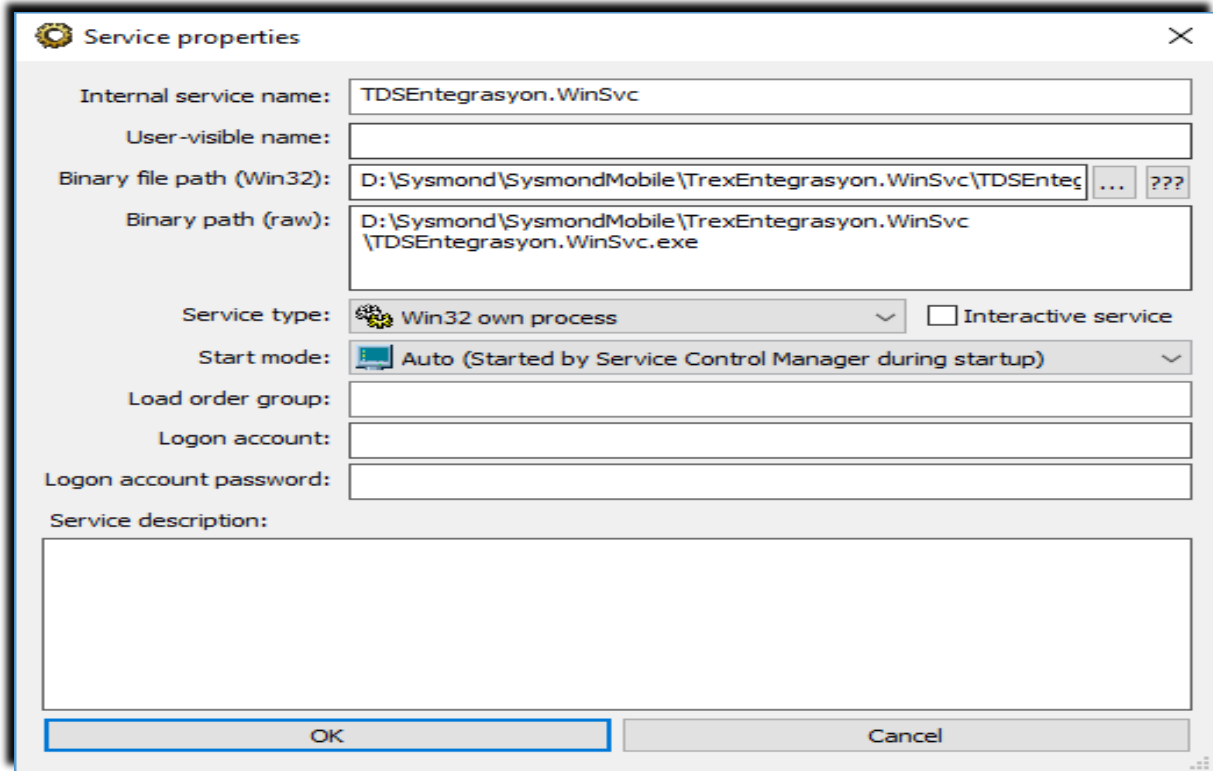 Service properties
Internal service name: TDSEntegrasyon.WinSvc
User-visible name:
Binary file path (Win32): D:\Sysmond\SysmondMobile\TrexEntegrasyon.WinSvc\TDSEnteg ... ???
Binary path (raw): D:\Sysmond\SysmondMobile\TrexEntegrasyon.WinSvc
\TDSEntegrasyon.WinSvc.exe
Service type: Win32 own process Interactive service
Start mode: Auto (Started by Service Control Manager during startup)
Load order group:
Logon account:
Logon account password:
Service description:
OK Cancel